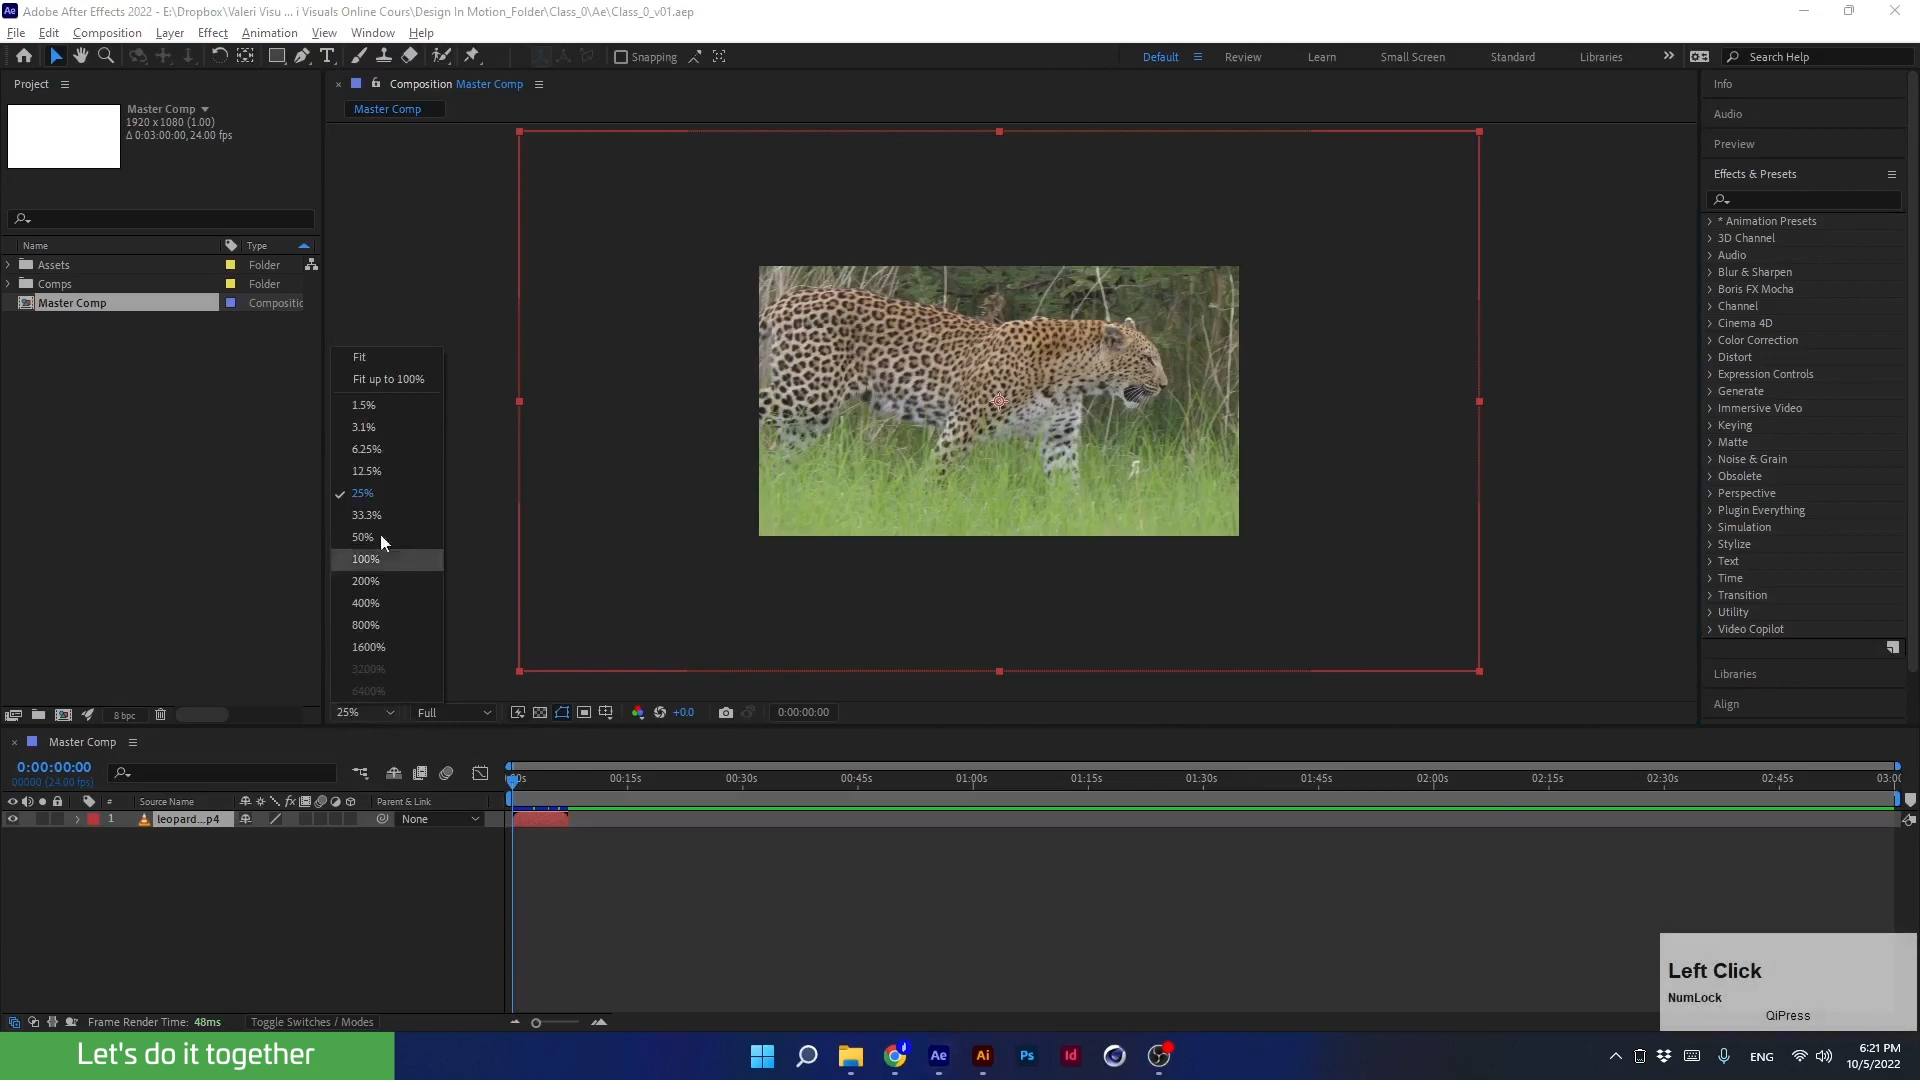 Adobe After Effects 2022 - E:\Dropbox\Valeri Visu ... i Visuals Online Cours\Design In Motion_Folder\Class_0\Ae\Class_0_v01.aep
File Edit Composition Layer Effect Animation View Window Help
Snapping Default Review Learn Small Screen Standard Libraries Search Help
Project
Composition Master Comp
Master Comp
Master Comp
1920 x 1080 (1.00)
Δ 0:03:00:00, 24.00 fps
Name Type
Assets Folder
Comps Folder
Master Comp Compositio
Fit
Fit up to 100%
1.5%
3.1%
6.25%
12.5%
25%
33.3%
50%
100%
200%
400%
800%
1600%
3200%
6400%
8 bpc
25% Full +0.0 0:00:00:00
Info
Audio
Preview
Effects & Presets
* Animation Presets
3D Channel
Audio
Blur & Sharpen
Boris FX Mocha
Channel
Cinema 4D
Color Correction
Distort
Expression Controls
Generate
Immersive Video
Keying
Matte
Noise & Grain
Obsolete
Perspective
Plugin Everything
Simulation
Stylize
Text
Time
Transition
Utility
Video Copilot
Libraries
Align
Master Comp
0:00:00:00
00000 (24.00 fps)
00:15s 00:30s 00:45s 01:00s 01:15s 01:30s 01:45s 02:00s 02:15s 02:30s 02:45s 03:00
# Source Name fx Parent & Link
1 leopard...p4 None
Frame Render Time: 48ms Toggle Switches / Modes
Left Click
NumLock
QiPress
Let's do it together
Ae Ai Ps Id
ENG
6:21 PM
10/5/2022